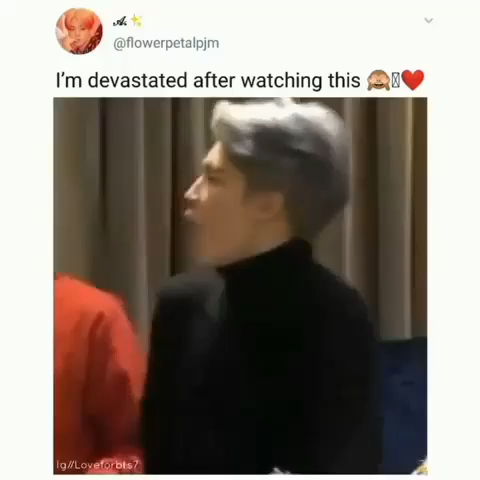 𝓐. ✨
@flowerpetalpjm
I’m devastated after watching this 🙈▯❤️
Ig//Loveforbts7